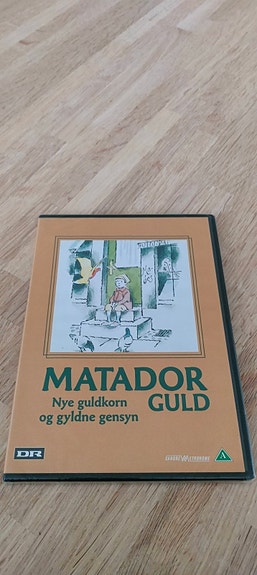 MATADOR
Nye guldkorn GULD
og gyldne gensyn
DR A